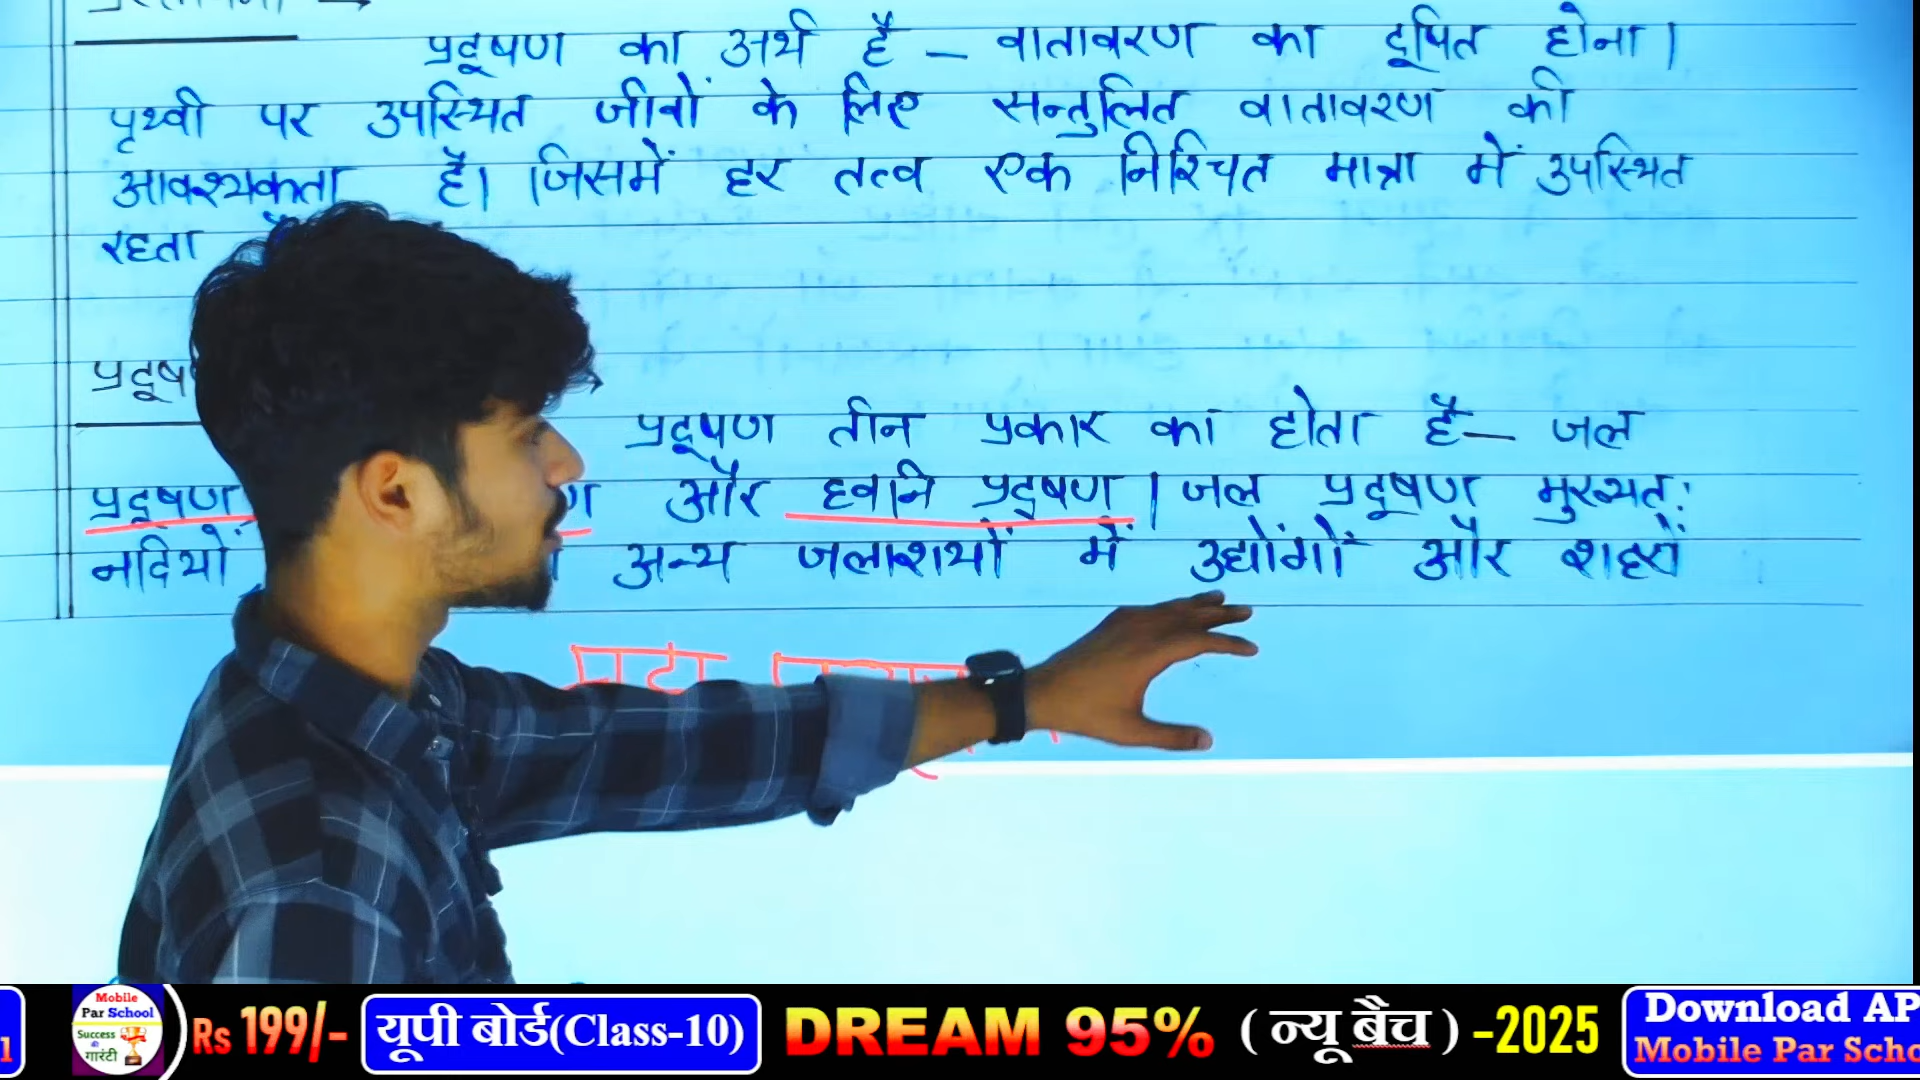 प्रदूषण का अर्थ है – वातावरण का दूषित होना।
पृथ्वी पर उपस्थित जीवों के लिए सन्तुलित वातावरण की
आवश्यकता है। जिसमें हर तत्व एक निश्चित मात्रा में उपस्थित
रहता
प्रदूष
प्रदूषण तीन प्रकार का होता है– जल
प्रदूषण और ध्वनि प्रदूषण। जल प्रदूषण मुख्यत:
नदियों अन्य जलाशयों में उद्योंगों और शहरों
Mobile
Par School
Success
की
गारंटी
Rs 199/-
यूपी बोर्ड(Class-10)
DREAM 95%
( न्यू बैच ) -2025
Download AP
Mobile Par Scho